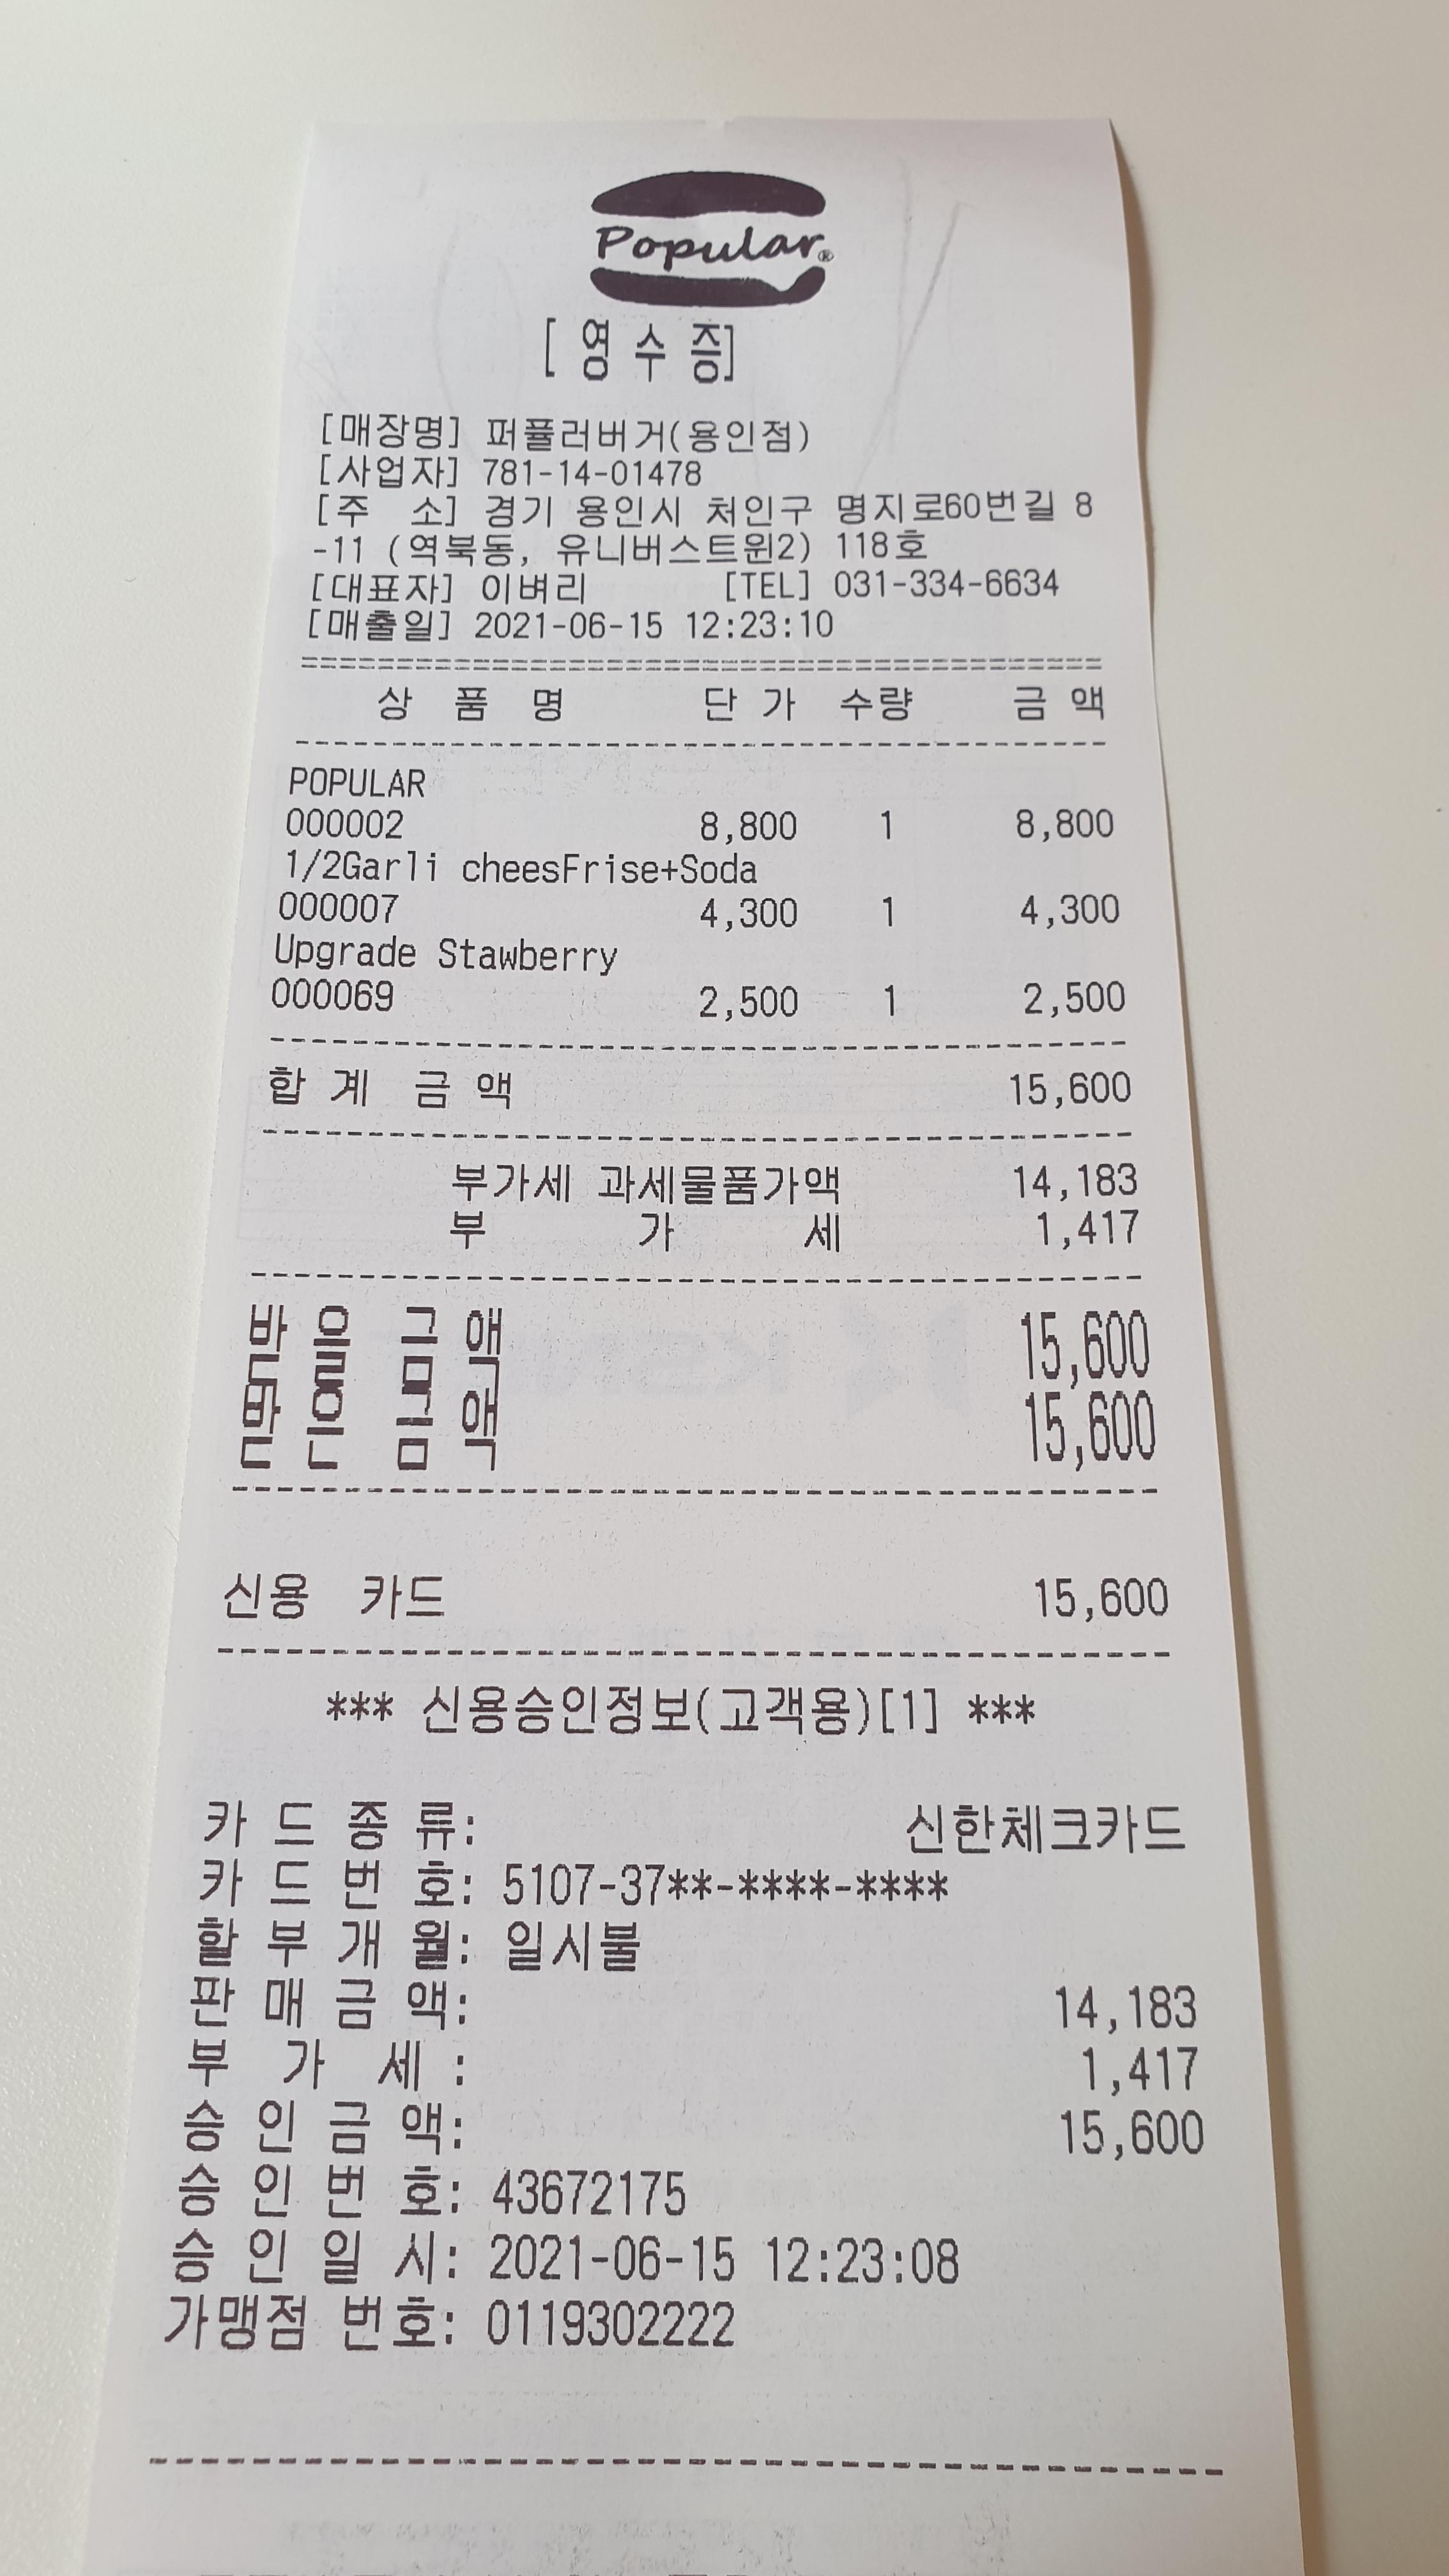 Popular®
[ 영 수 증]
[매장명] 퍼퓰러버거(용인점)
[사업자] 781-14-01478
[주 소] 경기 용인시 처인구 명지로60번길 8
-11 (역북동, 유니버스트윈2) 118호
[대표자] 이벼리 [TEL] 031-334-6634
[매출일] 2021-06-15 12:23:10
==========================================
상 품 명 단 가 수량 금 액
------------------------------------------
POPULAR
000002 8,800 1 8,800
1/2Garli cheesFrise+Soda
000007 4,300 1 4,300
Upgrade Stawberry
000069 2,500 1 2,500
------------------------------------------
합 계 금 액 15,600
------------------------------------------
부가세 과세물품가액 14,183
부 가 세 1,417
------------------------------------------
받 을 금 액 15,600
받 은 금 액 15,600
------------------------------------------
신용 카드 15,600
------------------------------------------
*** 신용승인정보(고객용)[1] ***
카 드 종 류: 신한체크카드
카 드 번 호: 5107-37**-****-****
할 부 개 월: 일시불
판 매 금 액: 14,183
부 가 세 : 1,417
승 인 금 액: 15,600
승 인 번 호: 43672175
승 인 일 시: 2021-06-15 12:23:08
가맹점 번호: 0119302222
------------------------------------------